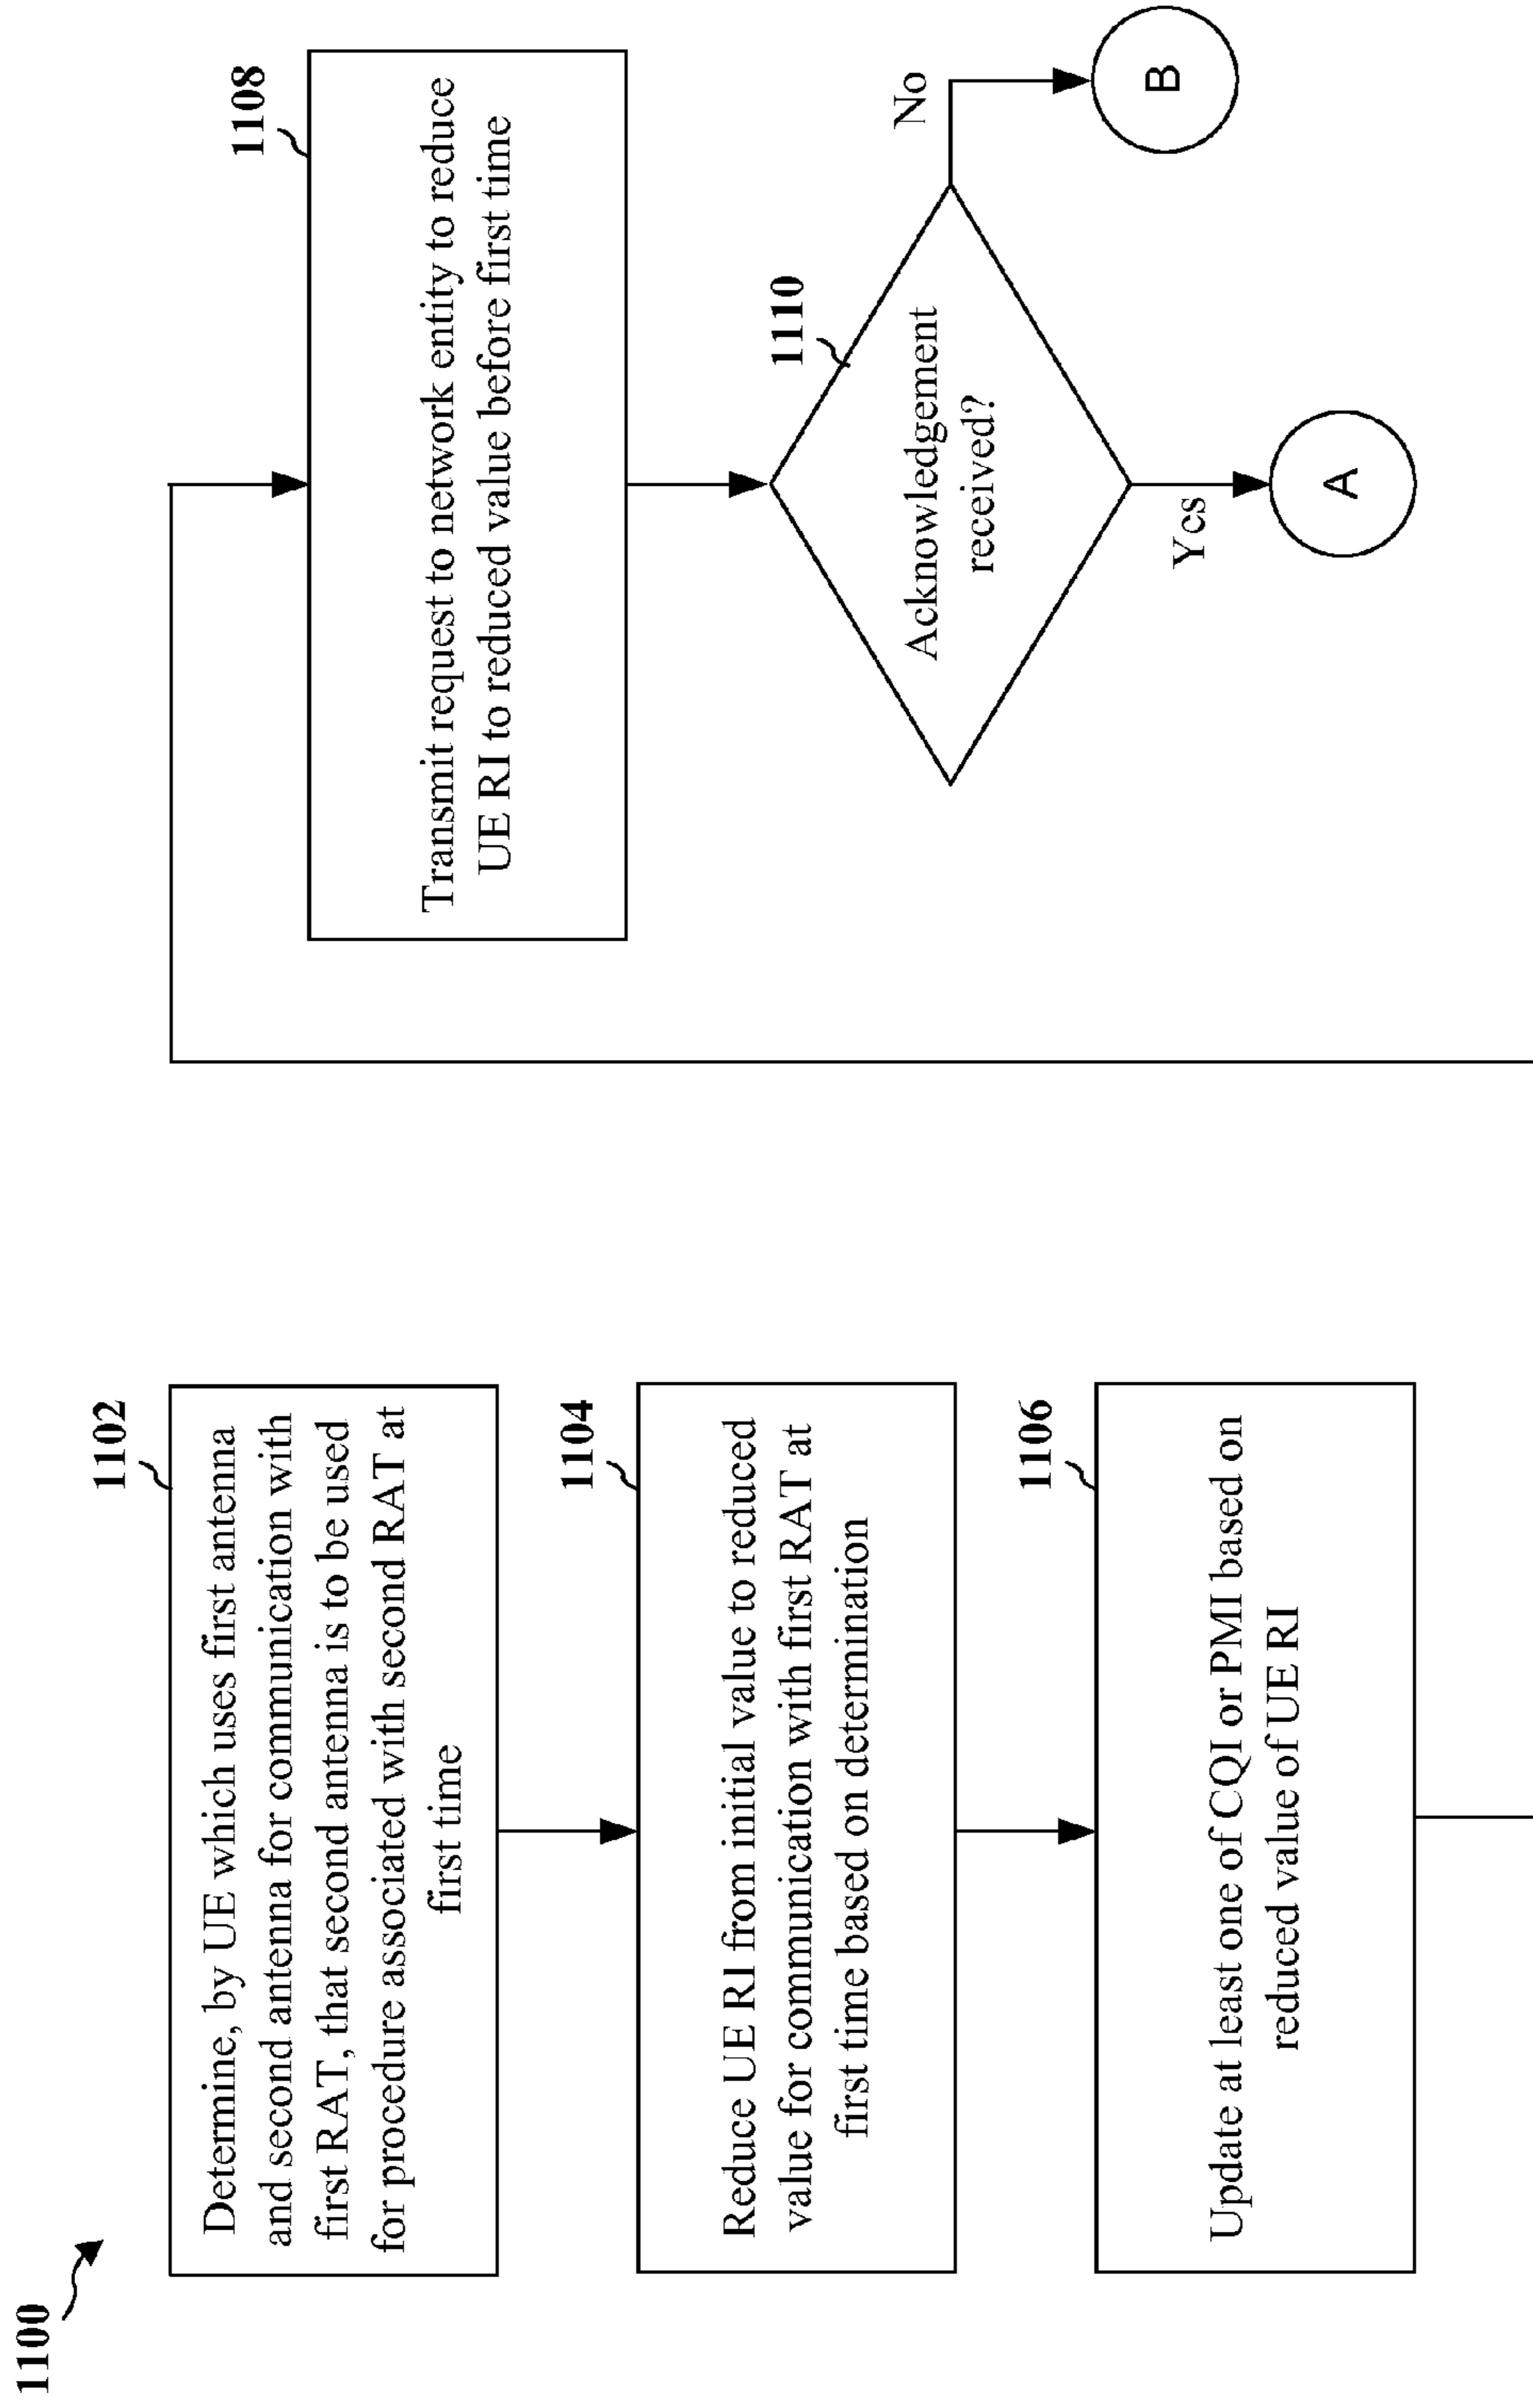 1100
1102
Determine, by UE which uses first antenna
and second antenna for communication with
first RAT, that second antenna is to be used
for procedure associated with second RAT at
first time
1104
Reduce UE RI from initial value to reduced
value for communication with first RAT at
first time based on determination
1106
Update at least one of CQI or PMI based on
reduced value of UE RI
1108
Transmit request to network entity to reduce
UE RI to reduced value before first time
1110
Acknowledgement
received?
No
B
Yes
A